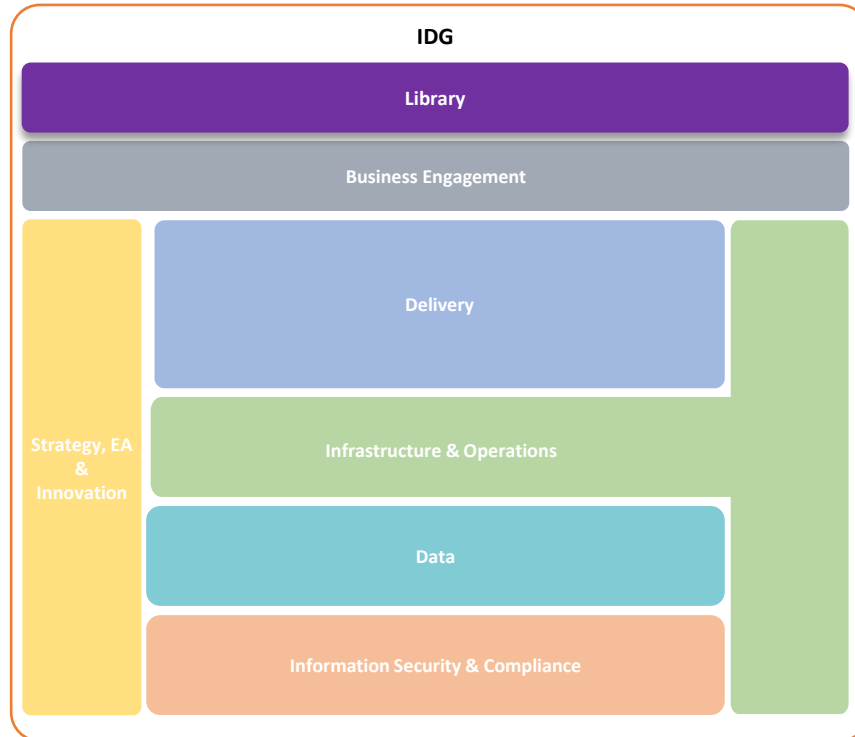 IDG
Library
Business Engagement
Delivery
Strategy, EA
&
Innovation
Infrastructure & Operations
Data
Information Security & Compliance